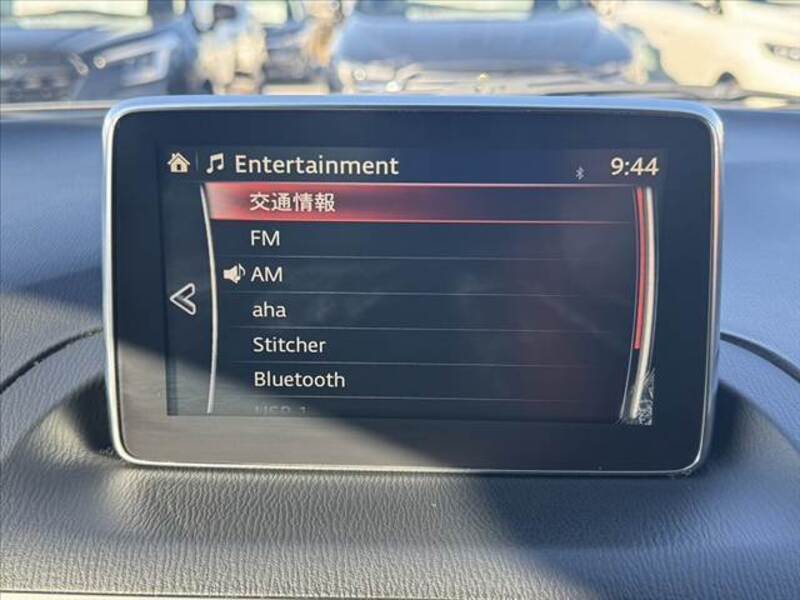 Entertainment 9:44
交通情報
FM
AM
aha
Stitcher
Bluetooth